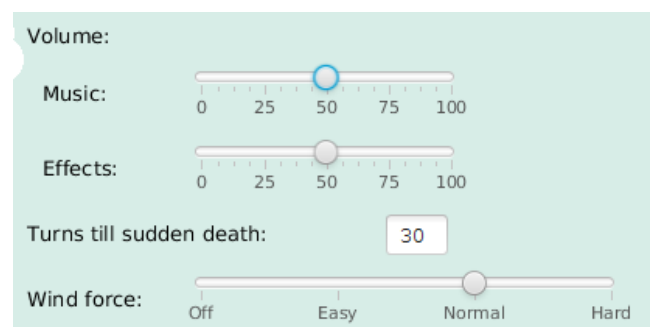 Volume:
Music:
0 25 50 75 100
Effects:
0 25 50 75 100
Turns till sudden death: 30
Wind force:
Off Easy Normal Hard